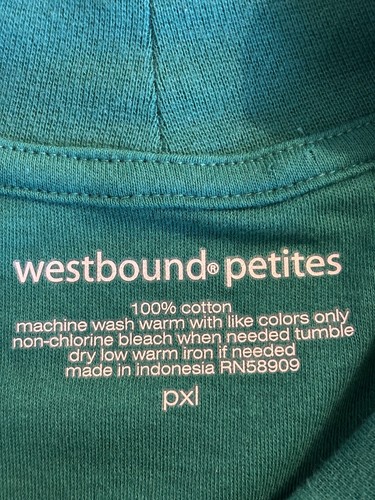 westbound® petites
100% cotton
machine wash warm with like colors only
non-chlorine bleach when needed tumble
dry low warm iron if needed
made in indonesia RN58909
pxl